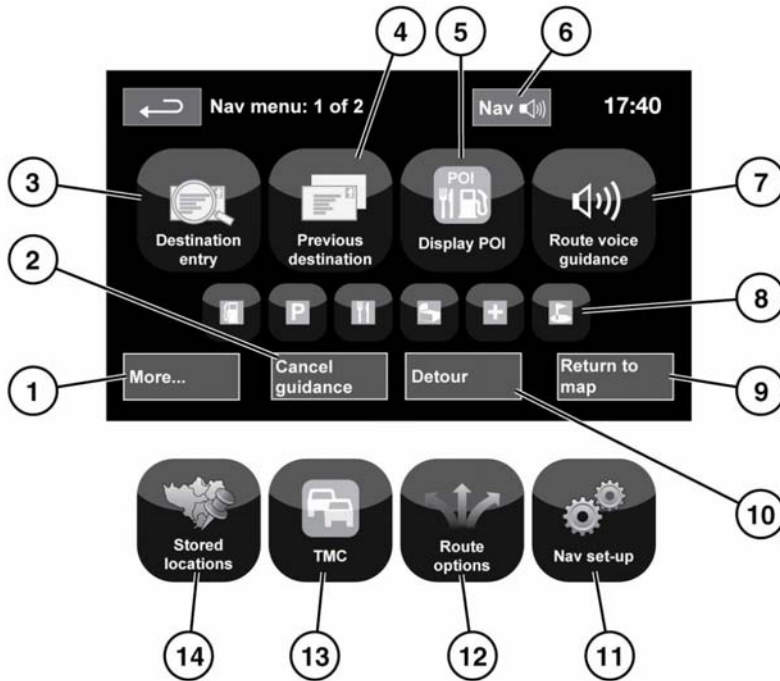 4
5
6
Nav menu: 1 of 2
Nav
17:40
3
POI
7
Destination
entry
Previous
destination
Display POI
Route voice
guidance
2
P
8
More...
Cancel
guidance
Detour
Return to
map
1
9
10
Stored
locations
TMC
Route
options
Nav set-up
14
13
12
11